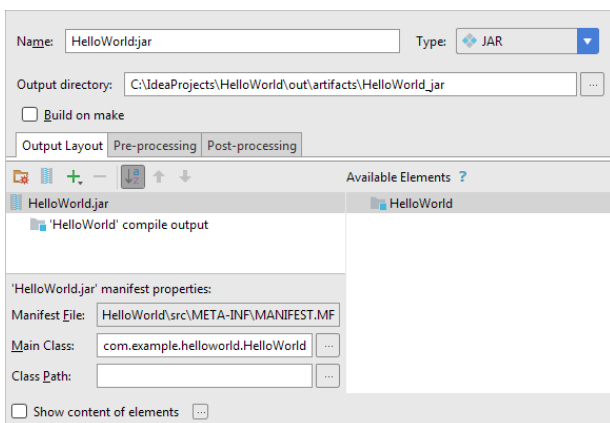 Name: HelloWorld:jar Type: JAR
Output directory: C:\IdeaProjects\HelloWorld\out\artifacts\HelloWorld_jar ...
Build on make
Output Layout Pre-processing Post-processing
Available Elements ?
HelloWorld.jar HelloWorld
'HelloWorld' compile output
'HelloWorld.jar' manifest properties:
Manifest File: HelloWorld\src\META-INF\MANIFEST.MF
Main Class: com.example.helloworld.HelloWorld ...
Class Path: ...
Show content of elements ...